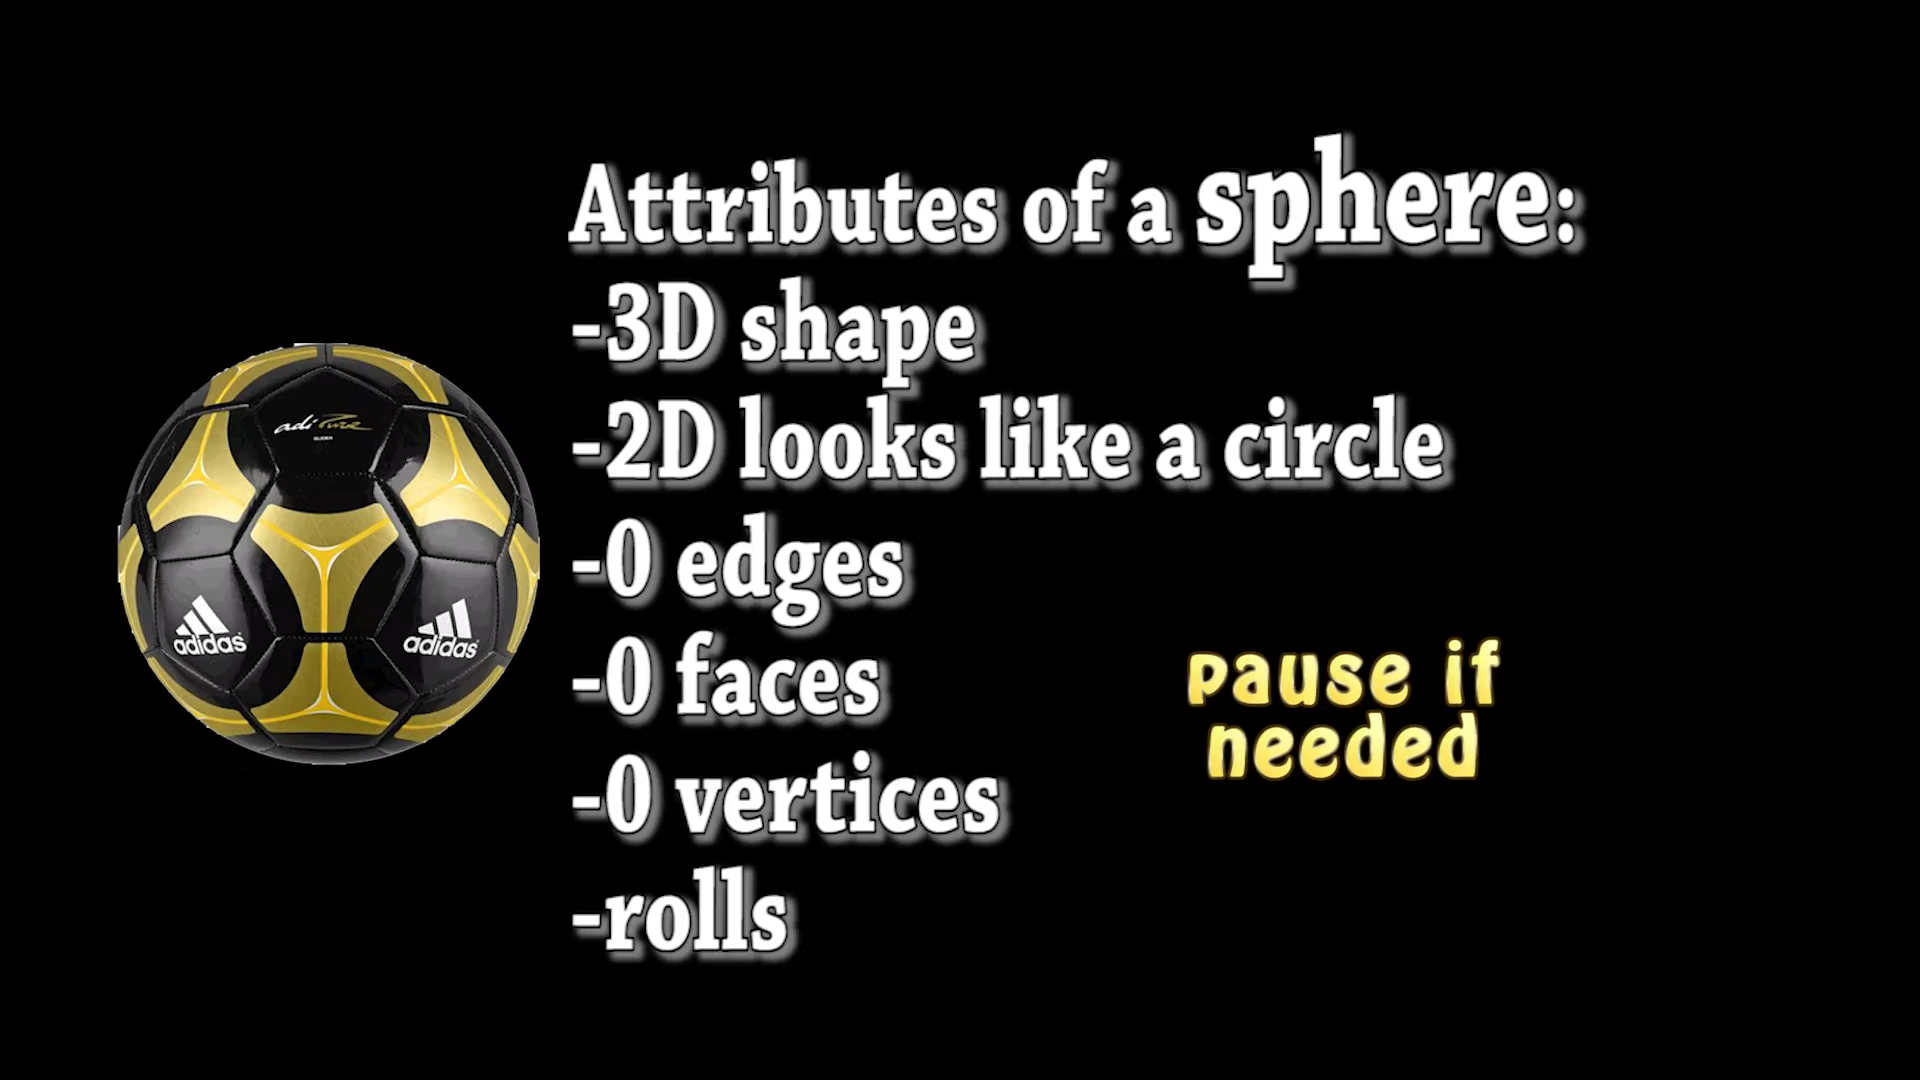 Attributes of a sphere:
-3D shape
-2D looks like a circle
-0 edges
-0 faces
-0 vertices
-rolls
pause if
needed
adiPure
adidas
adidas